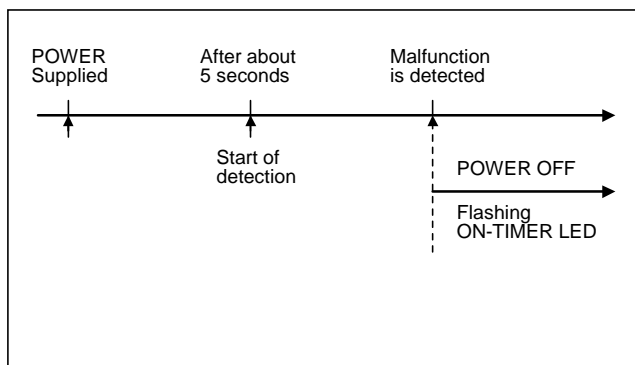 POWER
Supplied
After about
5 seconds
Malfunction
is detected
Start of
detection
POWER OFF
Flashing
ON-TIMER LED